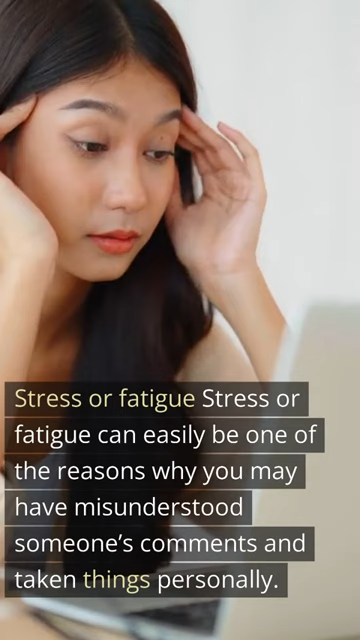 Stress or fatigue Stress or
fatigue can easily be one of
the reasons why you may
have misunderstood
someone’s comments and
taken things personally.